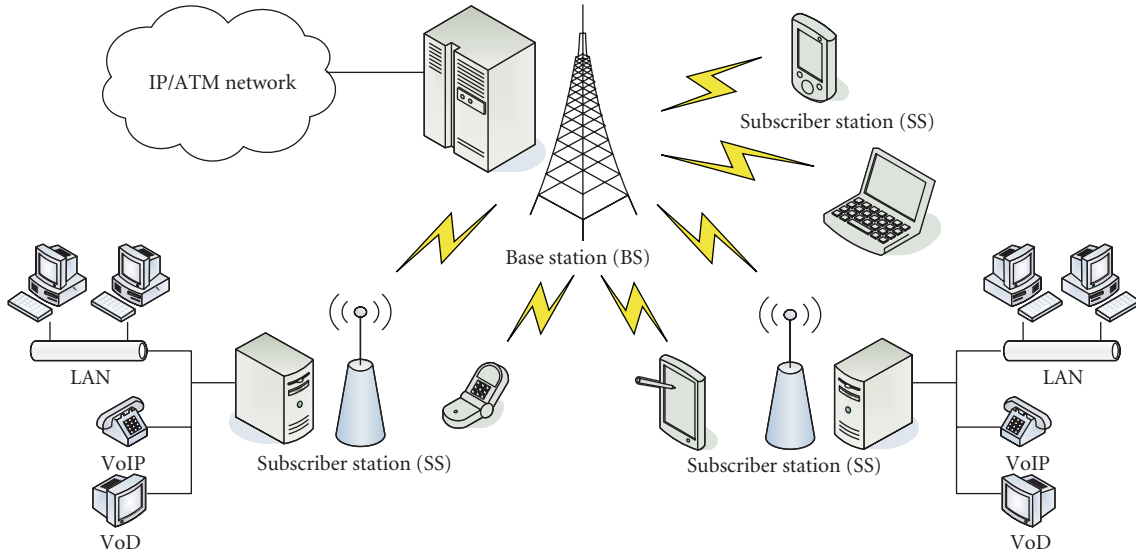 IP/ATM network
Subscriber station (SS)
Base station (BS)
LAN
LAN
VoIP
Subscriber station (SS)
Subscriber station (SS)
VoIP
VoD
VoD